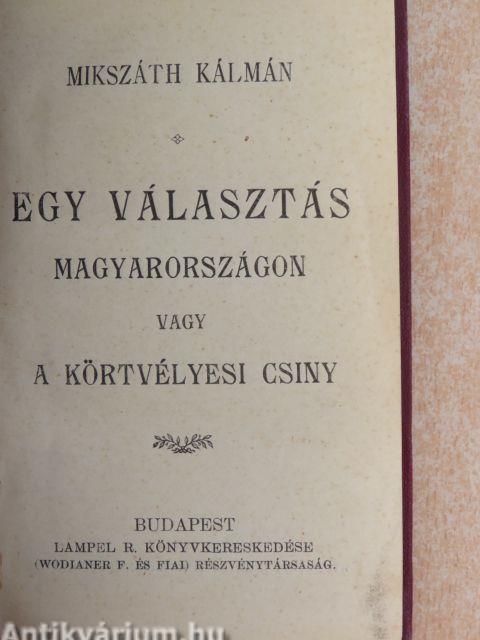 MIKSZÁTH KÁLMÁN
EGY VÁLASZTÁS
MAGYARORSZÁGON
VAGY
A KÖRTVÉLYESI CSINY
BUDAPEST
LAMPEL R. KÖNYVKERESKEDÉSE
(WODIANER F. ÉS FIAI) RÉSZVÉNYTÁRSASÁG.
Antikvárium.hu